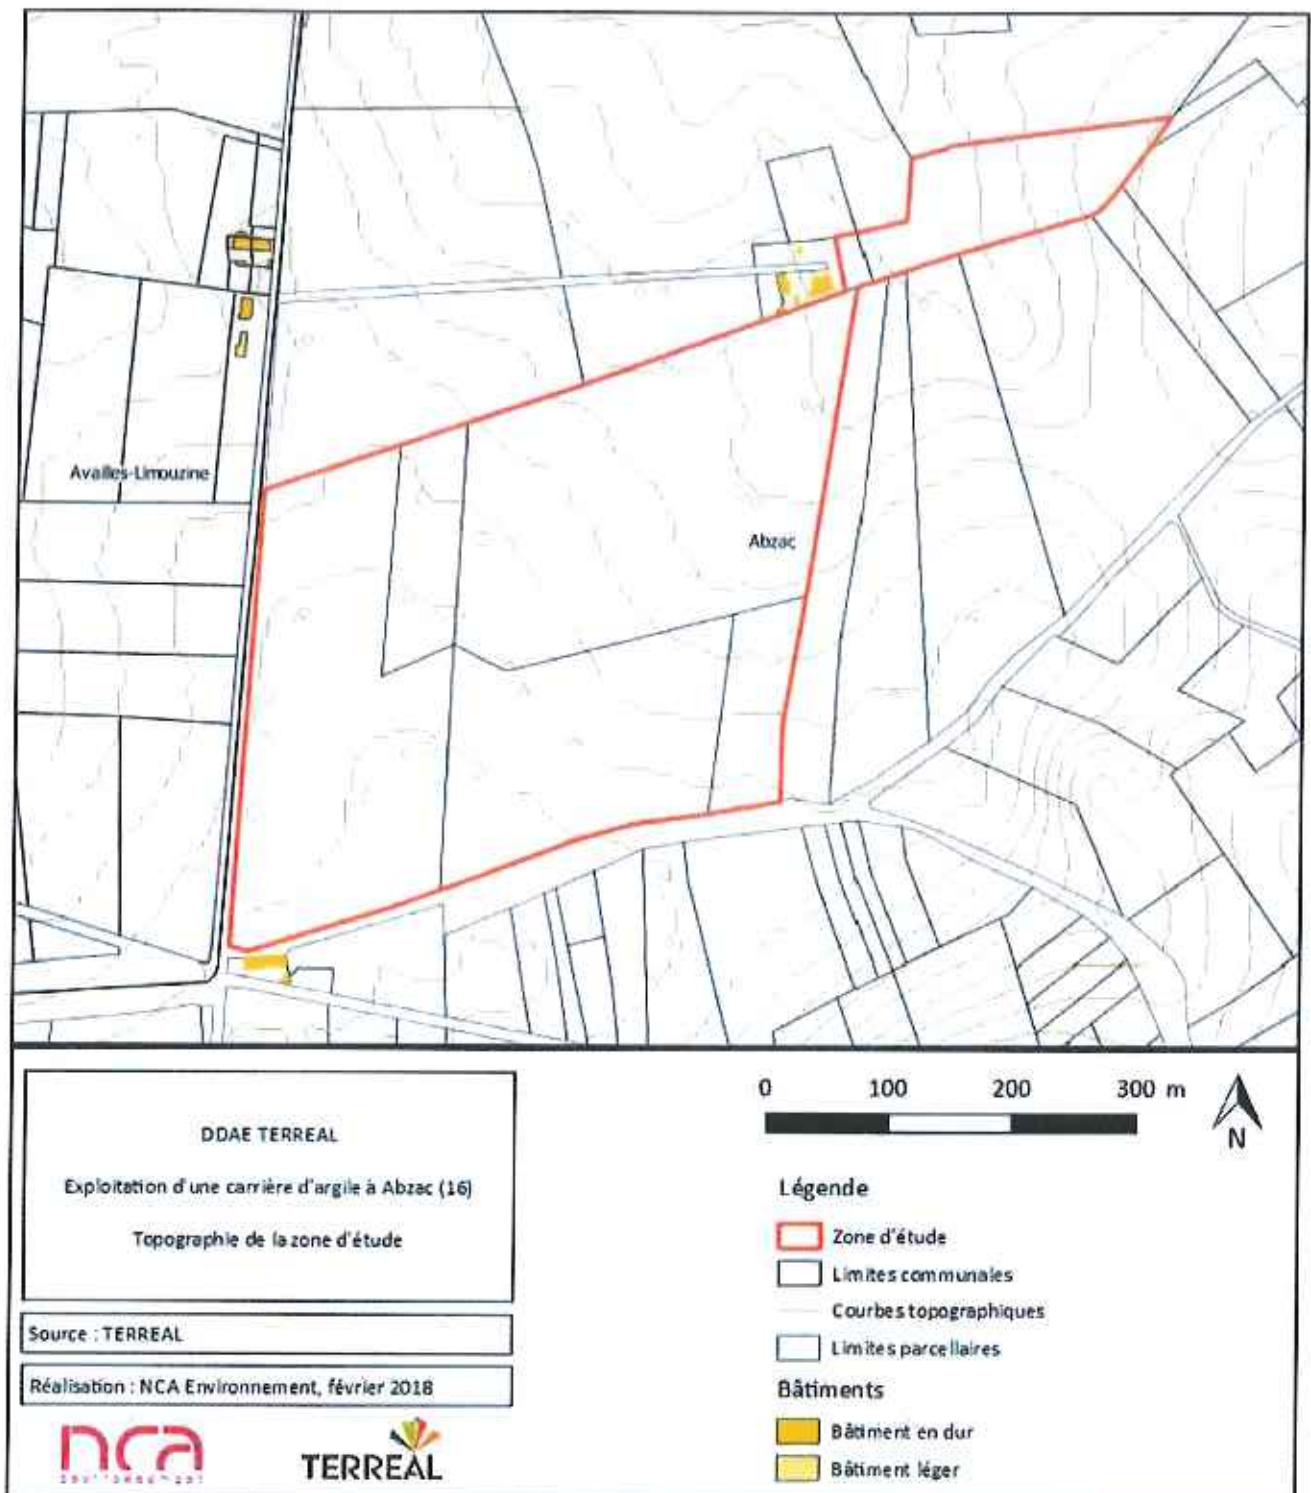 Availles-Limouzine
Abzac
DDAE TERREAL
Exploitation d'une carrière d'argile à Abzac (16)
Topographie de la zone d'étude
Source : TERREAL
Réalisation : NCA Environnement, février 2018
nca
environnement
TERREAL
0 100 200 300 m
N
Légende
Zone d'étude
Limites communales
Courbes topographiques
Limites parcellaires
Bâtiments
Bâtiment en dur
Bâtiment léger